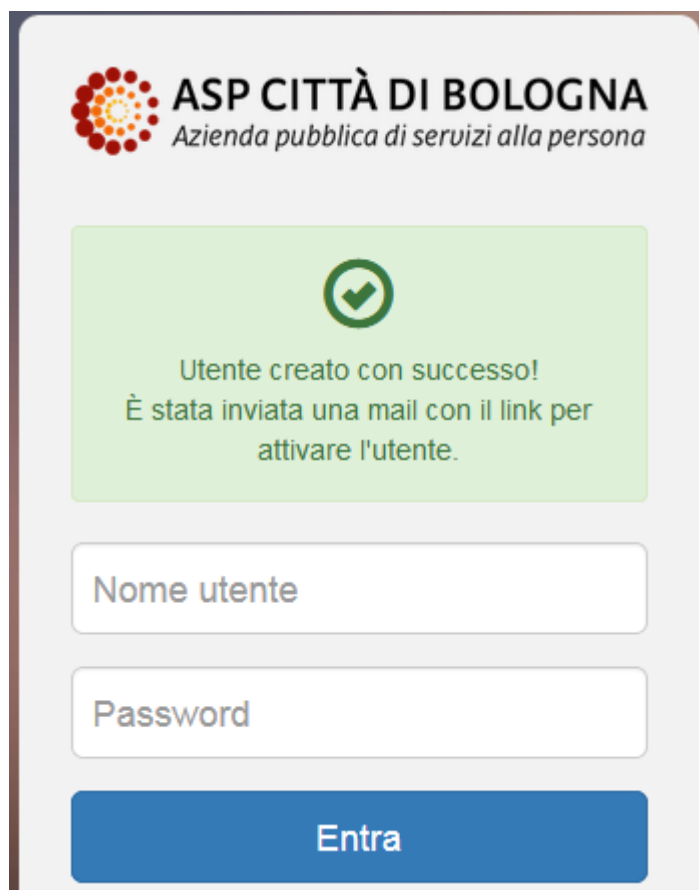 ASP CITTÀ DI BOLOGNA
Azienda pubblica di servizi alla persona
Utente creato con successo!
È stata inviata una mail con il link per
attivare l'utente.
Nome utente
Password
Entra